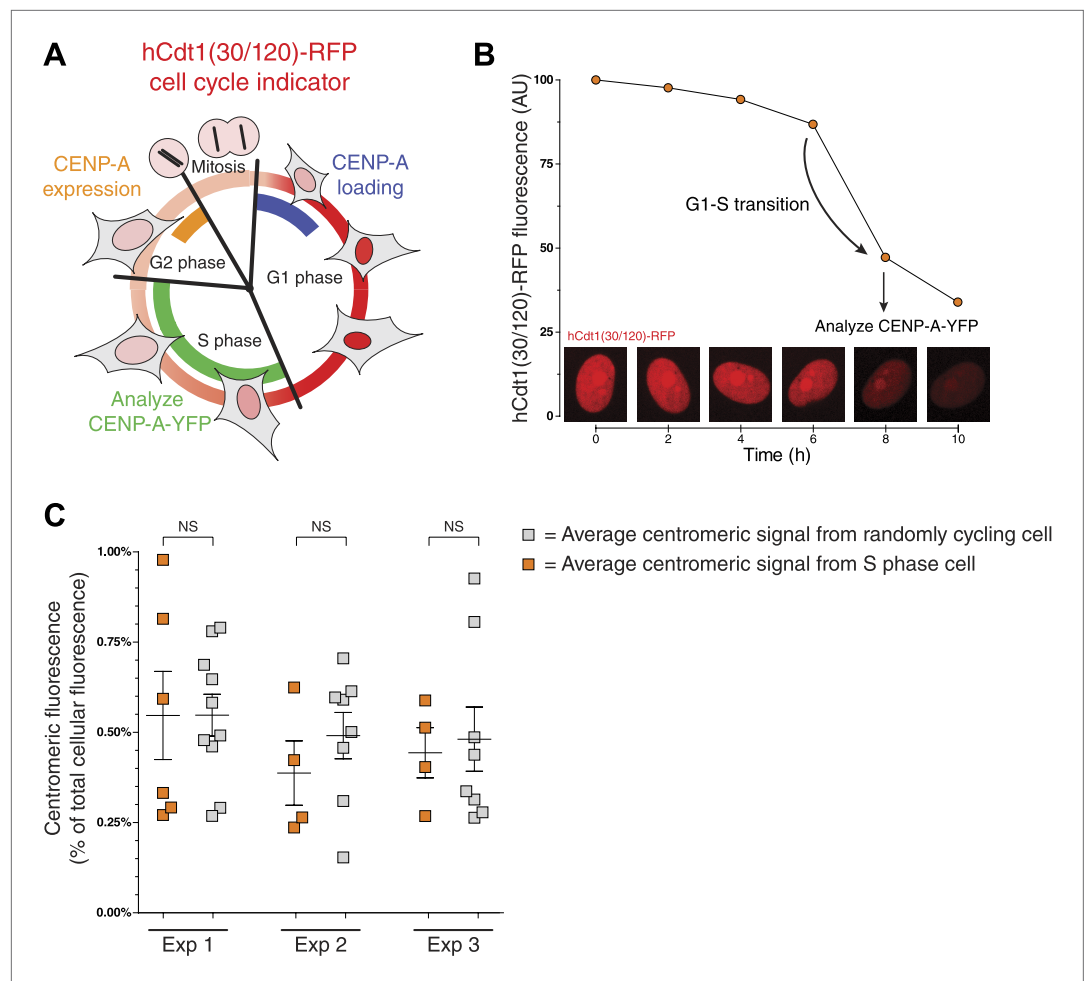 A
hCdt1(30/120)-RFP
cell cycle indicator
CENP-A
expression
Mitosis
CENP-A
loading
G2 phase
G1 phase
S phase
Analyze
CENP-A-YFP
B
hCdt1(30/120)-RFP fluorescence (AU)
100
75
50
25
0
G1-S transition
Analyze CENP-A-YFP
hCdt1(30/120)-RFP
0 2 4 6 8 10
Time (h)
C
NS NS NS
= Average centromeric signal from randomly cycling cell
= Average centromeric signal from S phase cell
Centromeric fluorescence
(% of total cellular fluorescence)
1.00%
0.75%
0.50%
0.25%
0.00%
Exp 1 Exp 2 Exp 3